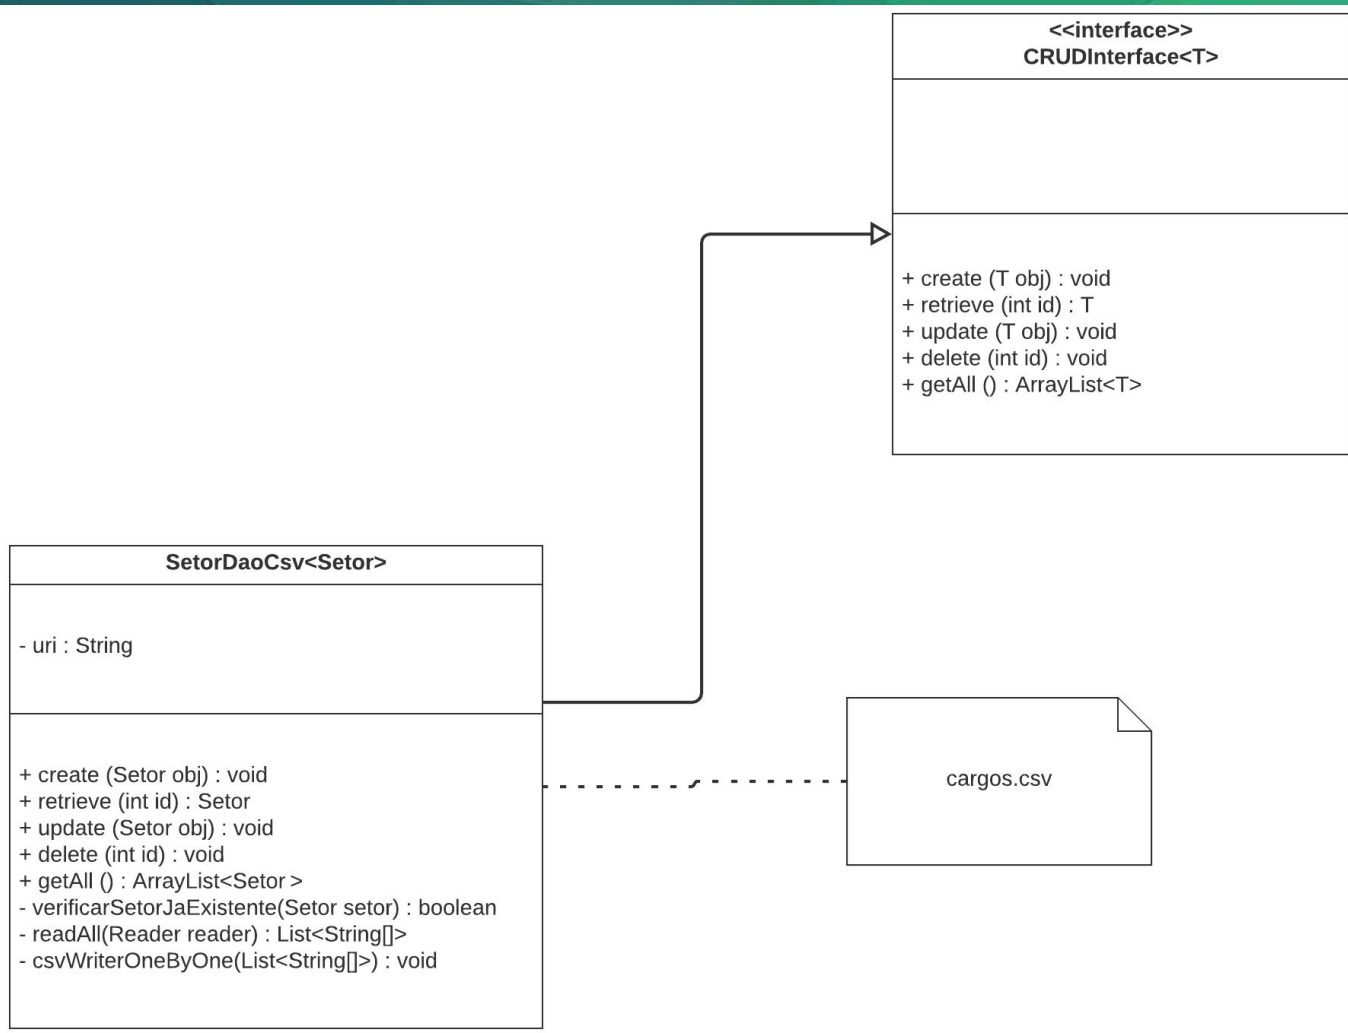 <<interface>>
CRUDInterface<T>
+ create (T obj) : void
+ retrieve (int id) : T
+ update (T obj) : void
+ delete (int id) : void
+ getAll () : ArrayList<T>
SetorDaoCsv<Setor>
- uri : String
+ create (Setor obj) : void
+ retrieve (int id) : Setor
+ update (Setor obj) : void
+ delete (int id) : void
+ getAll () : ArrayList<Setor >
- verificarSetorJaExistente(Setor setor) : boolean
- readAll(Reader reader) : List<String[]>
- csvWriterOneByOne(List<String[]>) : void
cargos.csv